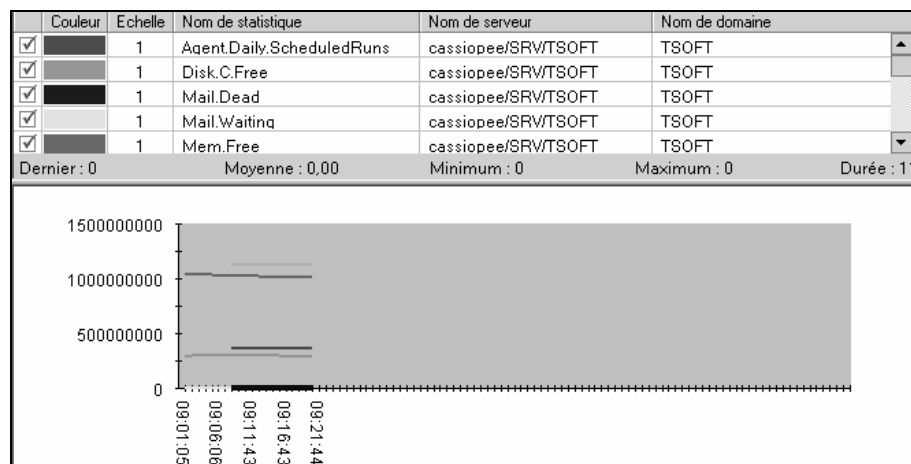 Couleur Echelle Nom de statistique Nom de serveur Nom de domaine
1 Agent.Daily.ScheduledRuns cassiopee/SRV/TSOFT TSOFT
1 Disk.C.Free cassiopee/SRV/TSOFT TSOFT
1 Mail.Dead cassiopee/SRV/TSOFT TSOFT
1 Mail.Waiting cassiopee/SRV/TSOFT TSOFT
1 Mem.Free cassiopee/SRV/TSOFT TSOFT
Dernier : 0 Moyenne : 0,00 Minimum : 0 Maximum : 0 Durée : 11
1500000000
1000000000
500000000
0
09:01:05
09:06:06
09:11:43
09:16:43
09:21:44